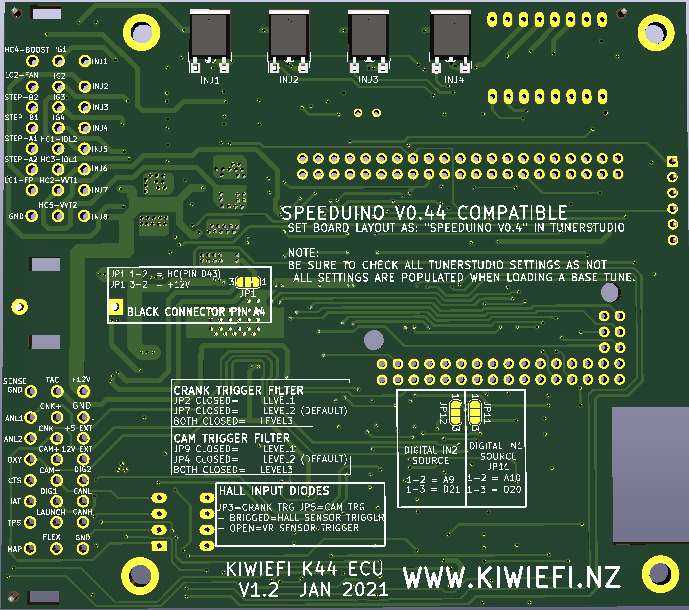 HC4-BOOST IG1 INJ1
LC2-FAN IG2 INJ2
STEP-B2 IG3 INJ3
STEP B1 IG4 INJ4
STEP-A1 HC1-IDL2 INJ5
STEP-A2 HC3-IDL1 INJ6
LC1-FP HC2-VVT1 INJ7
HC5-VVT2
GND INJ8
INJ1 INJ2 INJ3 INJ4
SPEEDUINO V0.44 COMPATIBLE
SET BOARD LAYOUT AS: "SPEEDUINO V0.4" IN TUNERSTUDIO
NOTE:
BE SURE TO CHECK ALL TUNERSTUDIO SETTINGS AS NOT
ALL SETTINGS ARE POPULATED WHEN LOADING A BASE TUNE.
JP1 1-2 = HC(PIN D43)
JP1 3-2 = +12V
3 1
JP1
BLACK CONNECTOR PIN A4
SENSE GND TAC +12V
CNK+ GND
ANL1 CNK- +5 EXT
ANL2 CAM+ 12V EXT
OXY CAM- DIG2
CTS DIG1 CANL
IAT LAUNCH CANH
TPS FLEX GND
MAP
CRANK TRIGGER FILTER
JP2 CLOSED= LEVEL1
JP7 CLOSED= LEVEL2 (DEFAULT)
BOTH CLOSED= LEVEL3
CAM TRIGGER FILTER
JP9 CLOSED= LEVEL1
JP4 CLOSED= LEVEL2 (DEFAULT)
BOTH CLOSED= LEVEL3
HALL INPUT DIODES
JP3=CRANK TRG JP5=CAM TRG
- BRIGGED=HALL SENSOR TRIGGER
- OPEN=VR SENSOR TRIGGER
JP12
DIGITAL IN2
SOURCE
1-2 = A9
1-3 = D21
JP11
DIGITAL IN1
SOURCE
JP11
1-2 = A10
1-3 = D20
KIWIEFI K44 ECU
V1.2 JAN 2021
WWW.KIWIEFI.NZ